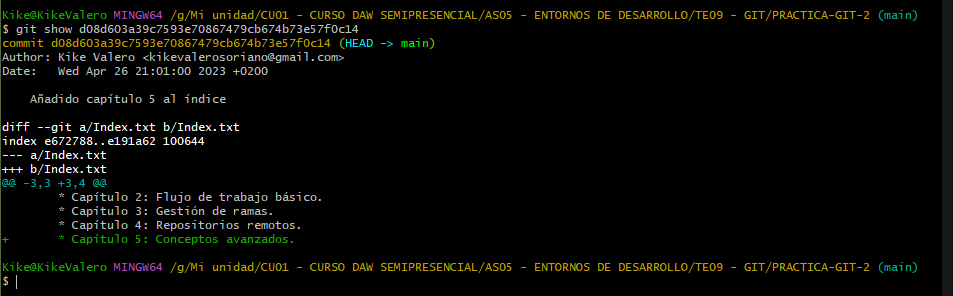 Kike@KikeValero MINGW64 /g/Mi unidad/CU01 - CURSO DAW SEMIPRESENCIAL/AS05 - ENTORNOS DE DESARROLLO/TE09 - GIT/PRACTICA-GIT-2 (main)
$ git show d08d603a39c7593e70867479cb674b73e57f0c14
commit d08d603a39c7593e70867479cb674b73e57f0c14 (HEAD -> main)
Author: Kike Valero <kikevalerosoriano@gmail.com>
Date:   Wed Apr 26 21:01:00 2023 +0200
    Añadido capítulo 5 al índice
diff --git a/Index.txt b/Index.txt
index e672788..e191a62 100644
--- a/Index.txt
+++ b/Index.txt
@@ -3,3 +3,4 @@
        * Capítulo 2: Flujo de trabajo básico.
        * Capítulo 3: Gestión de ramas.
        * Capítulo 4: Repositorios remotos.
+       * Capítulo 5: Conceptos avanzados.
Kike@KikeValero MINGW64 /g/Mi unidad/CU01 - CURSO DAW SEMIPRESENCIAL/AS05 - ENTORNOS DE DESARROLLO/TE09 - GIT/PRACTICA-GIT-2 (main)
$